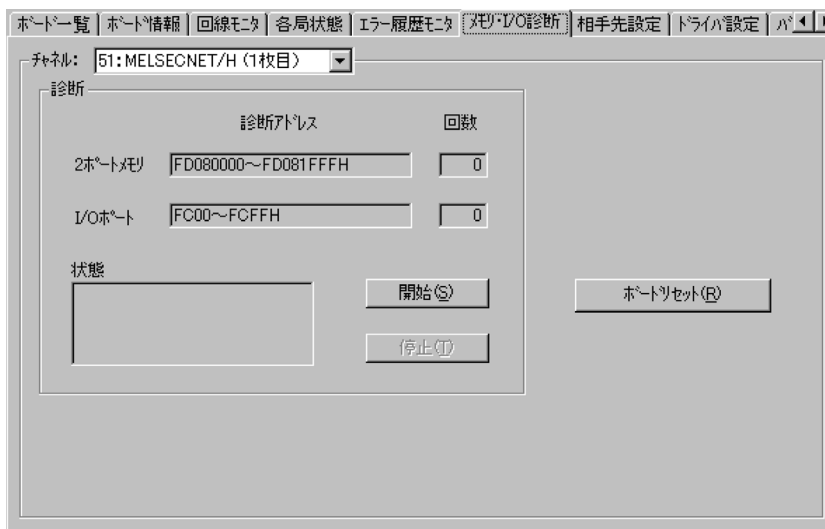 ﾎﾞｰﾄﾞ一覧 ﾎﾞｰﾄﾞ情報 回線ﾓﾆﾀ 各局状態 ｴﾗｰ履歴ﾓﾆﾀ ﾒﾓﾘ･I/O診断 相手先設定 ﾄﾞﾗｲﾊﾞ設定
ﾁｬﾈﾙ: 51:MELSECNET/H (1枚目)
診断
診断ｱﾄﾞﾚｽ 回数
2ﾎﾟｰﾄﾒﾓﾘ FD080000～FD081FFFH 0
I/Oﾎﾟｰﾄ FC00～FCFFH 0
状態
開始(S) ﾎﾞｰﾄﾞﾘｾｯﾄ(R)
停止(T)